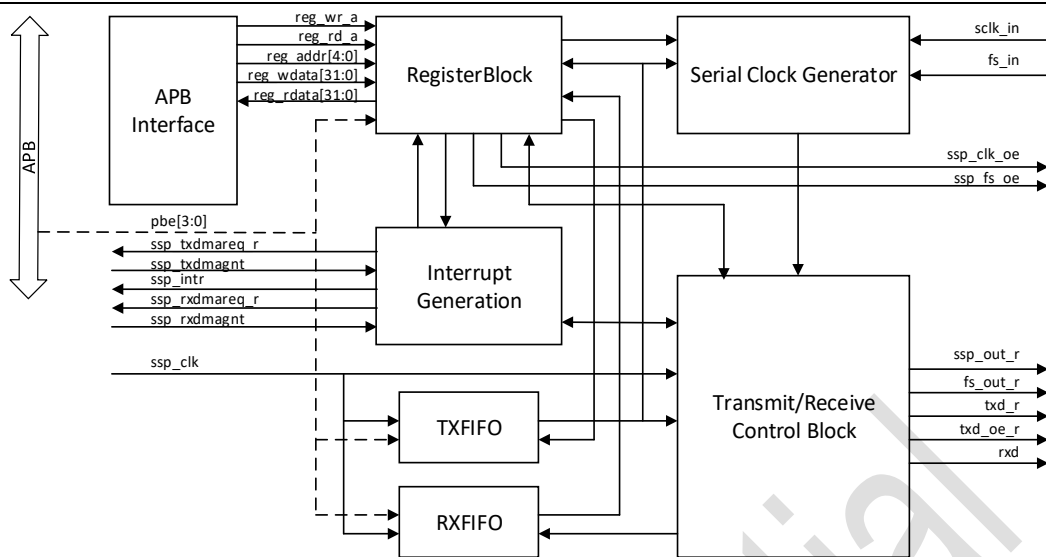 reg_wr_a
reg_rd_a
reg_addr[4:0]
reg_wdata[31:0]
reg_rdata[31:0]
APB
Interface
RegisterBlock
Serial Clock Generator
sclk_in
fs_in
APB
ssp_clk_oe
ssp_fs_oe
pbe[3:0]
ssp_txdmareq_r
ssp_txdmagnt
ssp_intr
ssp_rxdmareq_r
ssp_rxdmagnt
Interrupt
Generation
ssp_clk
TXFIFO
RXFIFO
Transmit/Receive
Control Block
ssp_out_r
fs_out_r
txd_r
txd_oe_r
rxd